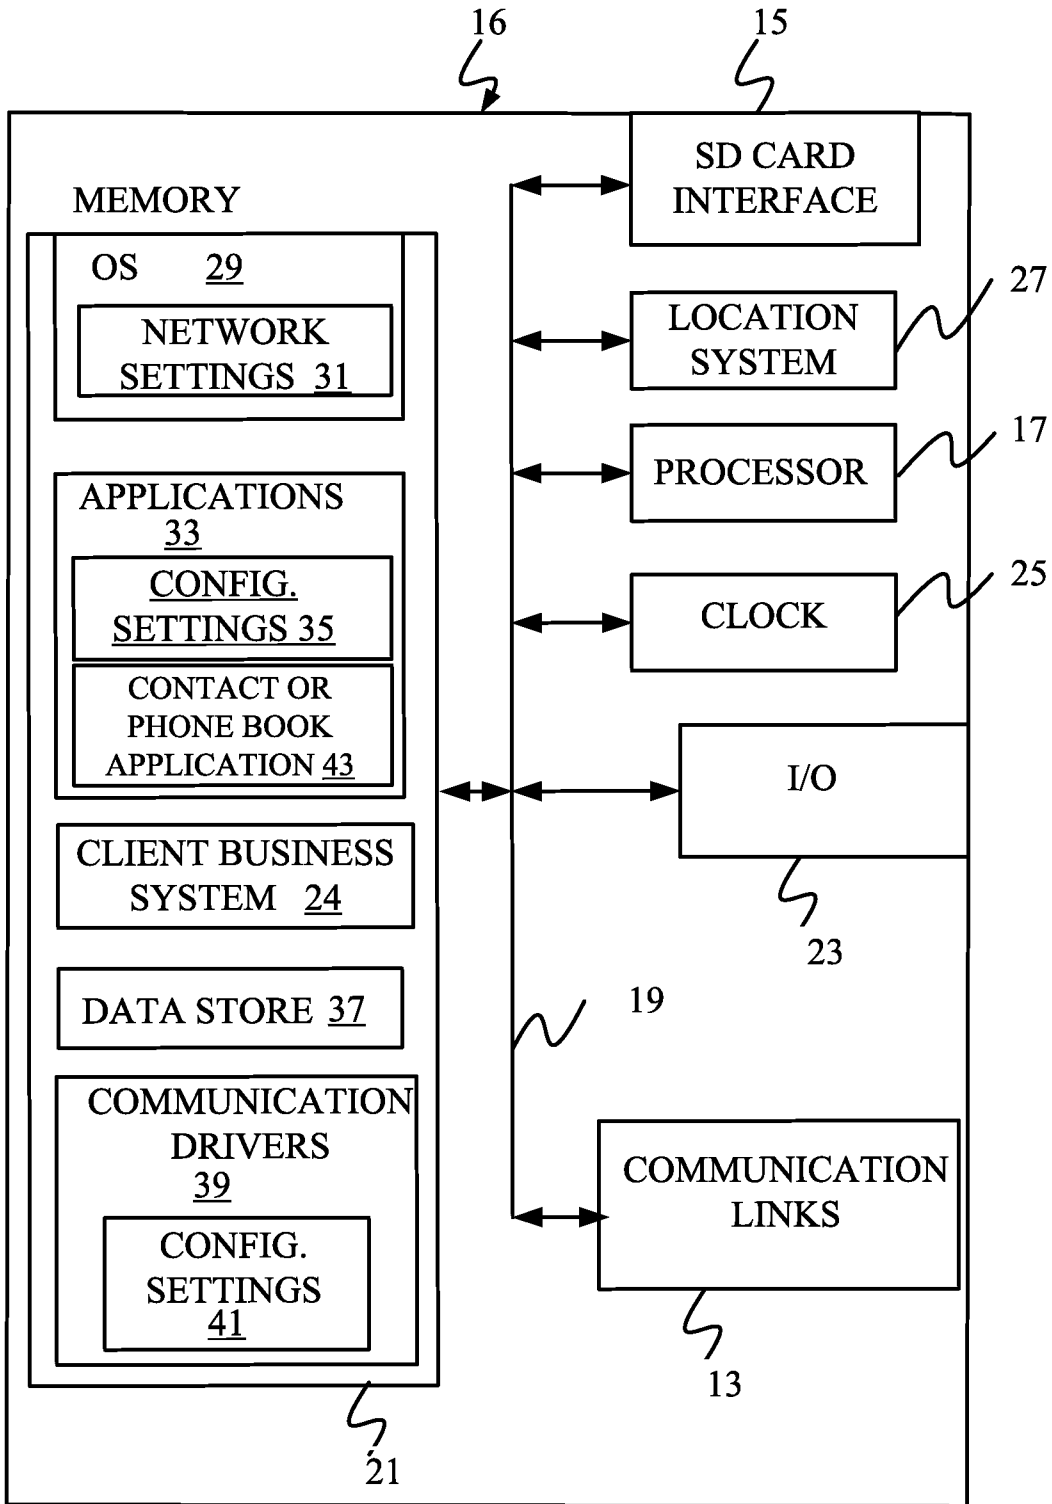 16
15
SD CARD
INTERFACE
MEMORY
OS 29
NETWORK
SETTINGS 31
27
LOCATION
SYSTEM
17
PROCESSOR
APPLICATIONS
33
CONFIG.
SETTINGS 35
25
CLOCK
CONTACT OR
PHONE BOOK
APPLICATION 43
I/O
23
CLIENT BUSINESS
SYSTEM 24
DATA STORE 37
19
COMMUNICATION
DRIVERS
39
CONFIG.
SETTINGS
41
COMMUNICATION
LINKS
13
21